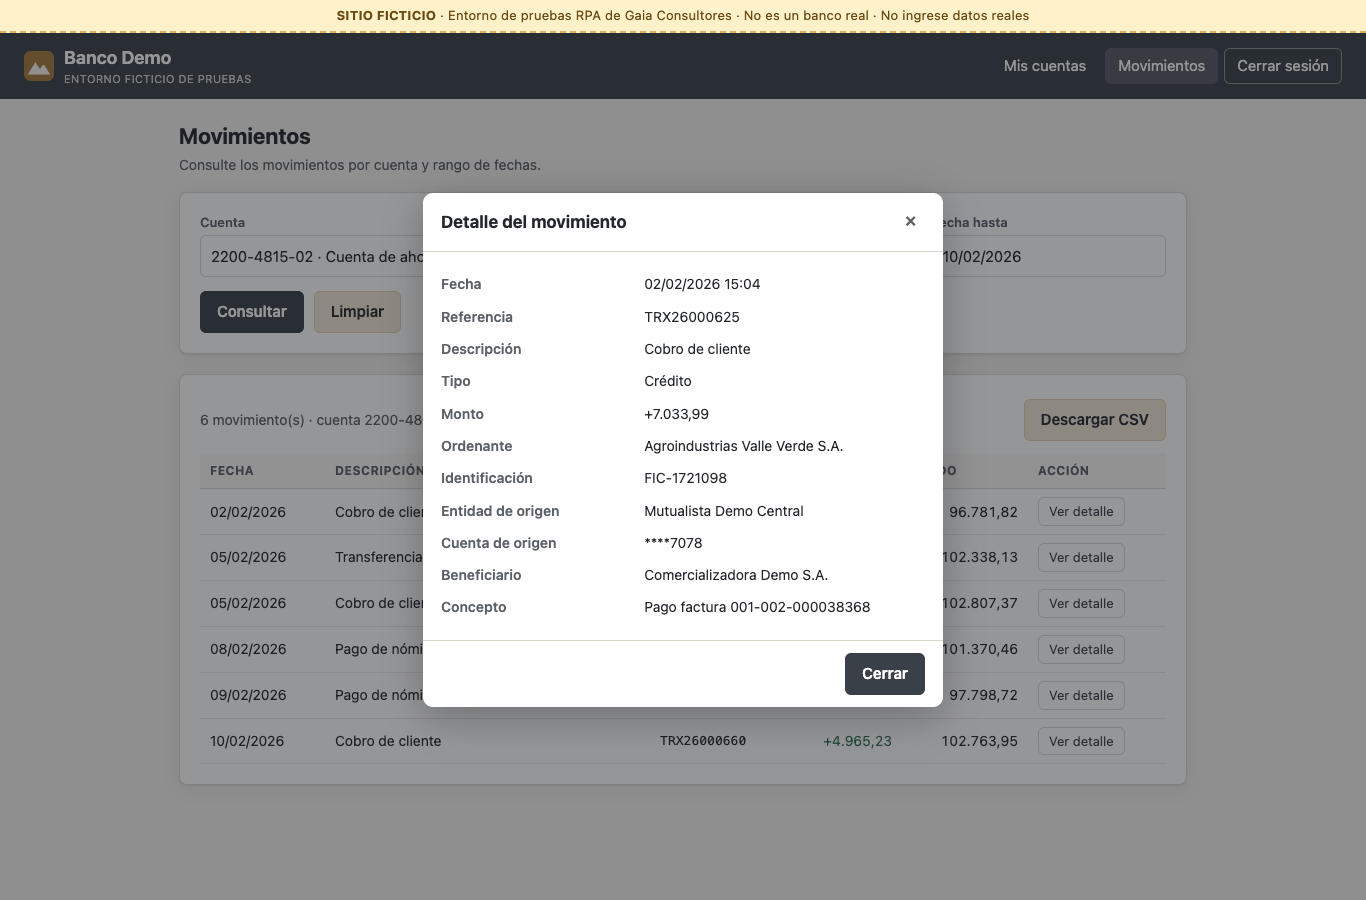 SITIO FICTICIO · Entorno de pruebas RPA de Gaia Consultores · No es un banco real · No ingrese datos reales
Banco Demo
ENTORNO FICTICIO DE PRUEBAS
Mis cuentas
Movimientos
Cerrar sesión
Movimientos
Consulte los movimientos por cuenta y rango de fechas.
Cuenta
hasta
2200-4815-02 · Cuenta de
10/02/2026
Consultar
Limpiar
6 movimiento(s) · cuenta
Descargar CSV
FECHA DESCRIPCIÓN ACCIÓN
02/02/2026 Cobro de 96.781,82 Ver detalle
05/02/2026 Transferencia 102.338,13 Ver detalle
05/02/2026 Cobro de 102.807,37 Ver detalle
08/02/2026 Pago de 101.370,46 Ver detalle
09/02/2026 Pago de 97.798,72 Ver detalle
10/02/2026 Cobro de cliente TRX26000660 +4.965,23 102.763,95 Ver detalle
Detalle del movimiento ×
Fecha 02/02/2026 15:04
Referencia TRX26000625
Descripción Cobro de cliente
Tipo Crédito
Monto +7.033,99
Ordenante Agroindustrias Valle Verde S.A.
Identificación FIC-1721098
Entidad de origen Mutualista Demo Central
Cuenta de origen ****7078
Beneficiario Comercializadora Demo S.A.
Concepto Pago factura 001-002-000038368
Cerrar